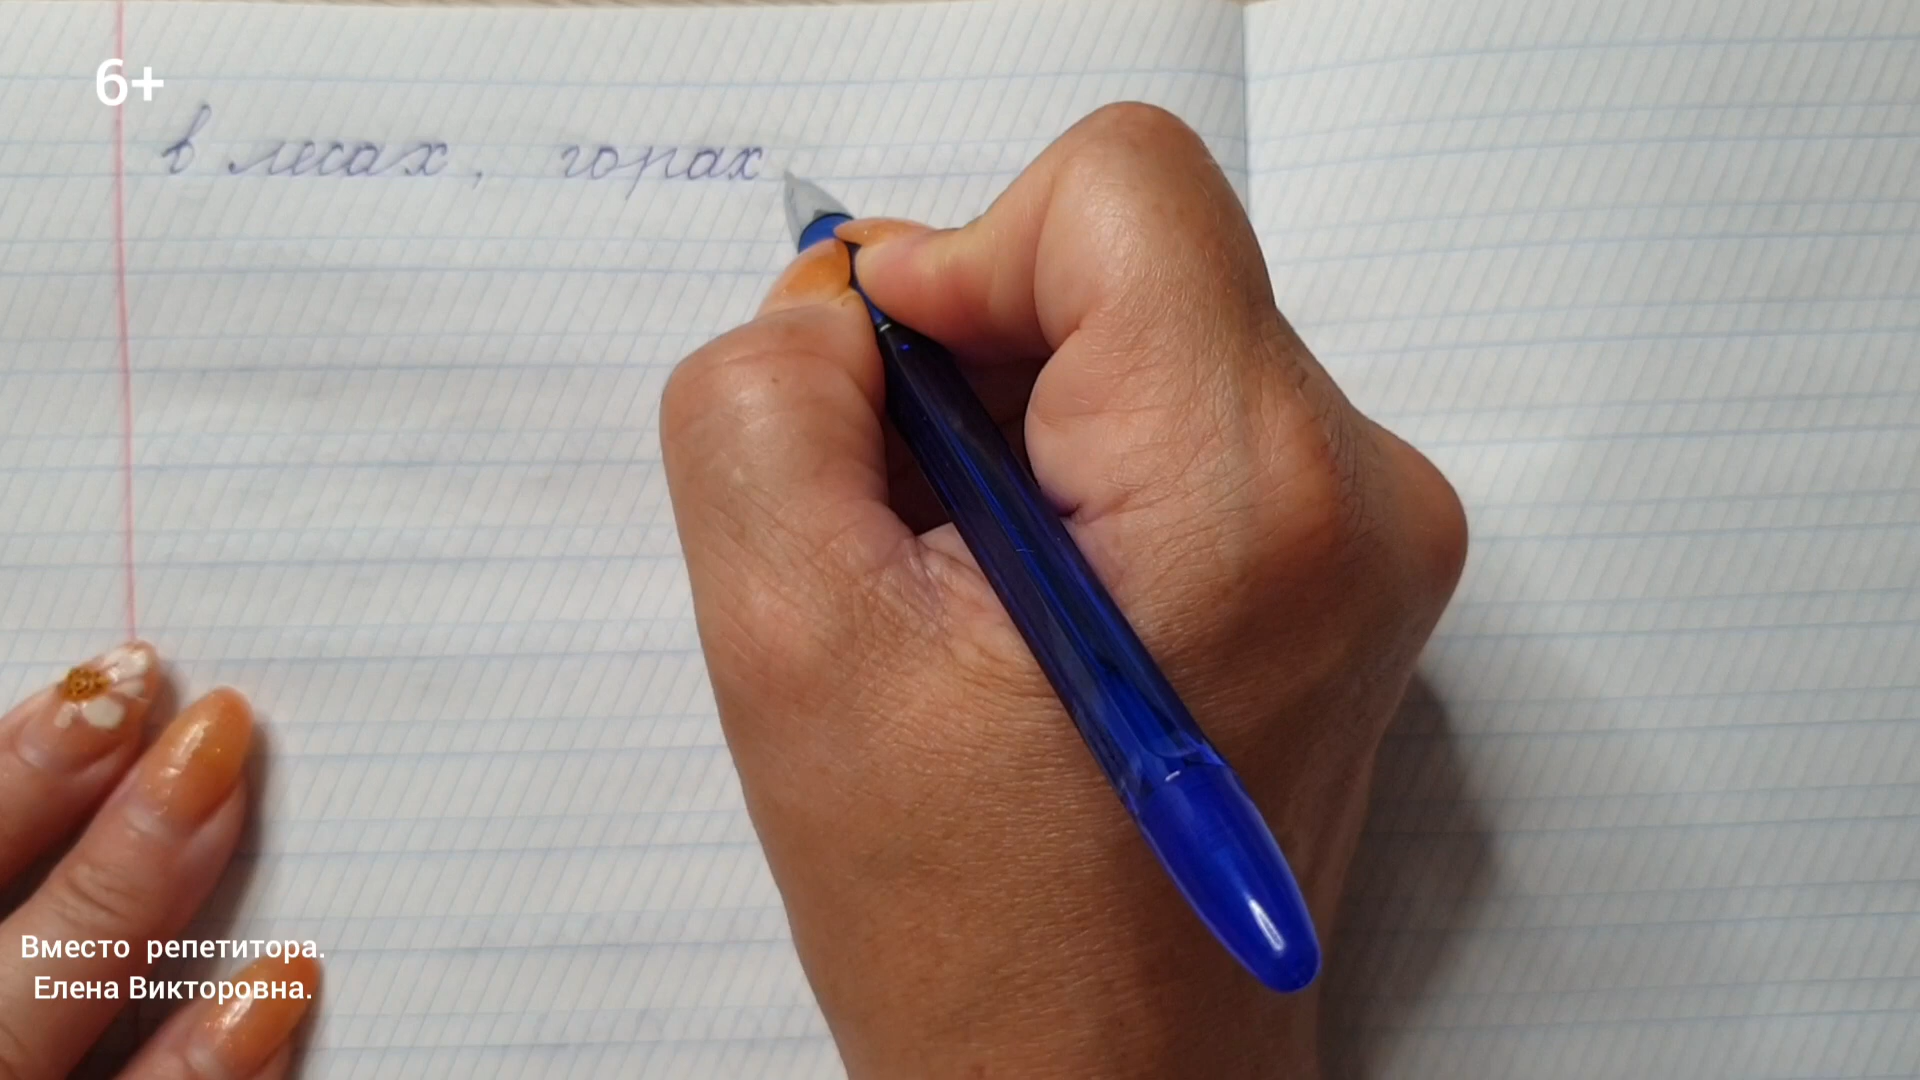 6+
в лесах, горах
Вместо репетитора.
Елена Викторовна.